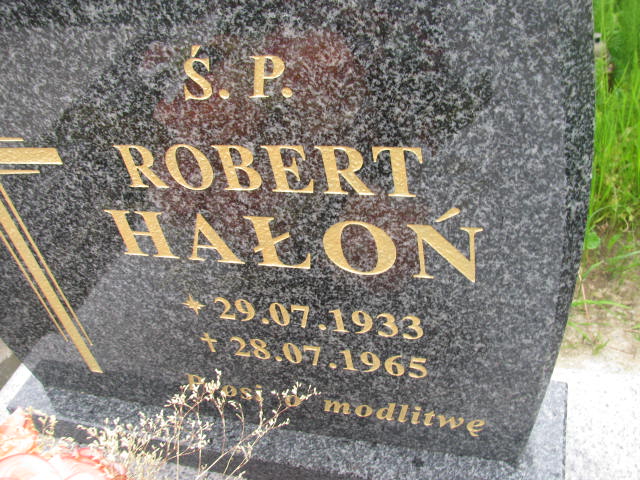 Ś. P.
ROBERT
HAŁOŃ
* 29.07.1933
† 28.07.1965
Prosi o modlitwę